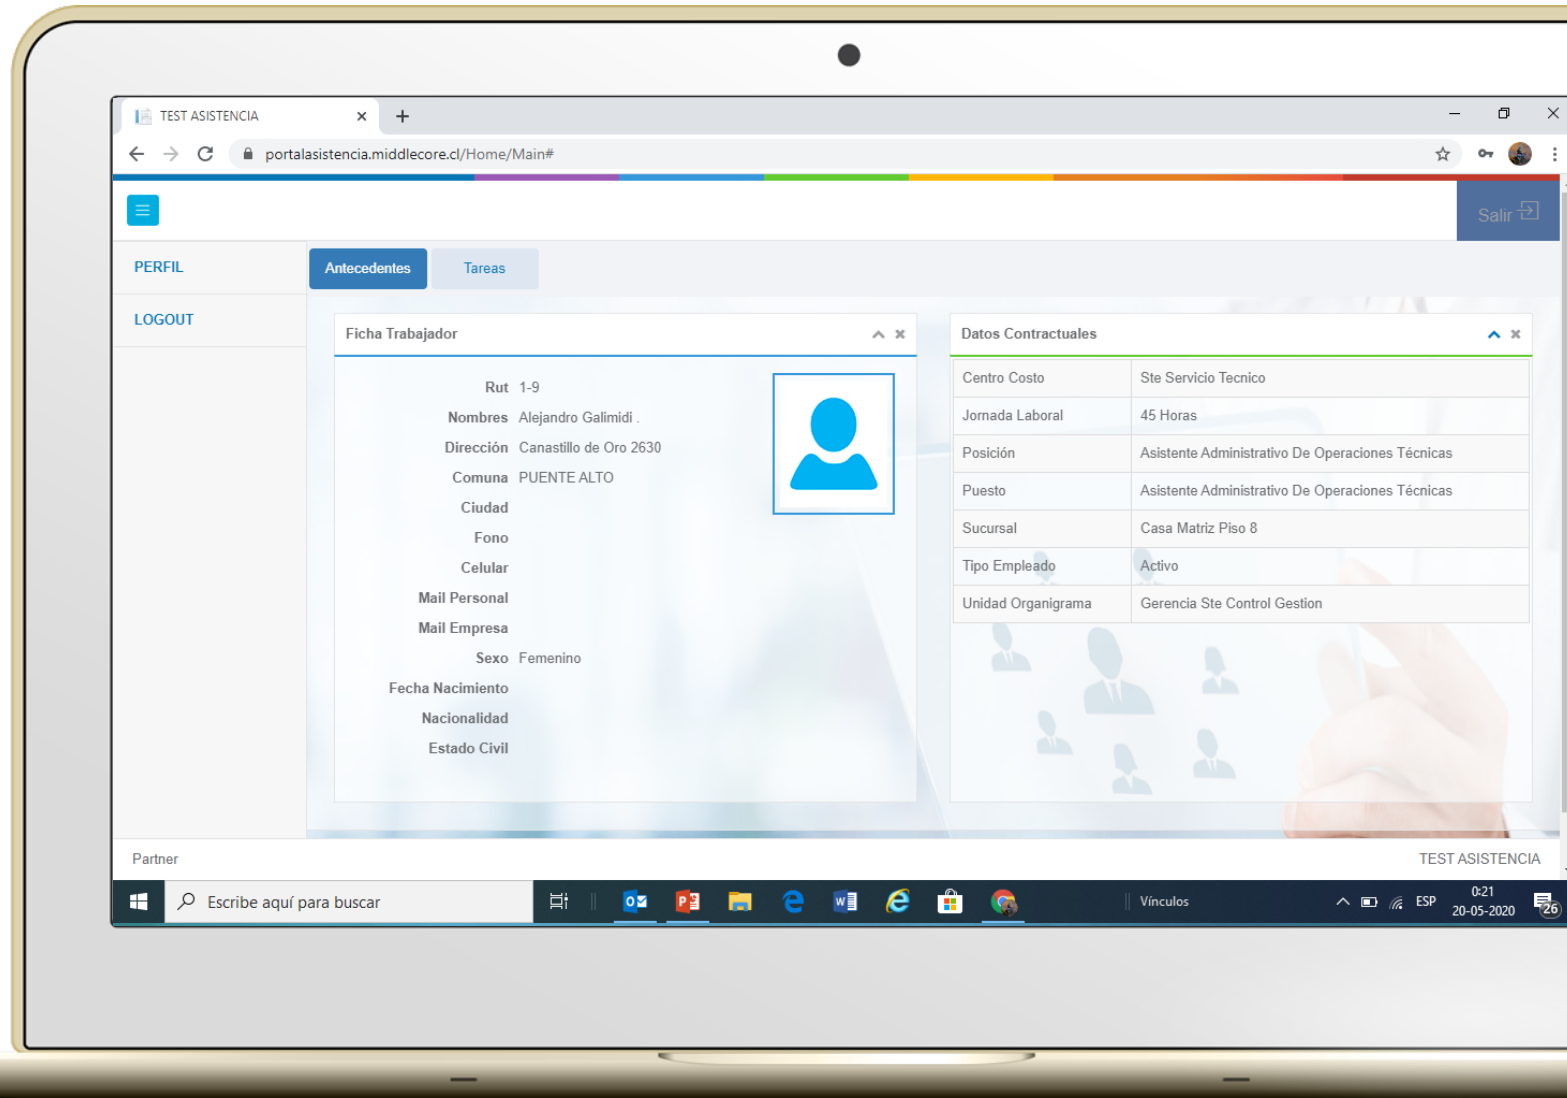 TEST ASISTENCIA
portalasistencia.middlecore.cl/Home/Main#
Salir
PERFIL
LOGOUT
Antecedentes
Tareas
Ficha Trabajador
Rut 1-9
Nombres Alejandro Galimidi .
Dirección Canastillo de Oro 2630
Comuna PUENTE ALTO
Ciudad
Fono
Celular
Mail Personal
Mail Empresa
Sexo Femenino
Fecha Nacimiento
Nacionalidad
Estado Civil
Datos Contractuales
Centro Costo Ste Servicio Tecnico
Jornada Laboral 45 Horas
Posición Asistente Administrativo De Operaciones Técnicas
Puesto Asistente Administrativo De Operaciones Técnicas
Sucursal Casa Matriz Piso 8
Tipo Empleado Activo
Unidad Organigrama Gerencia Ste Control Gestion
Partner
TEST ASISTENCIA
Escribe aquí para buscar
Vínculos
ESP
0:21
20-05-2020
26